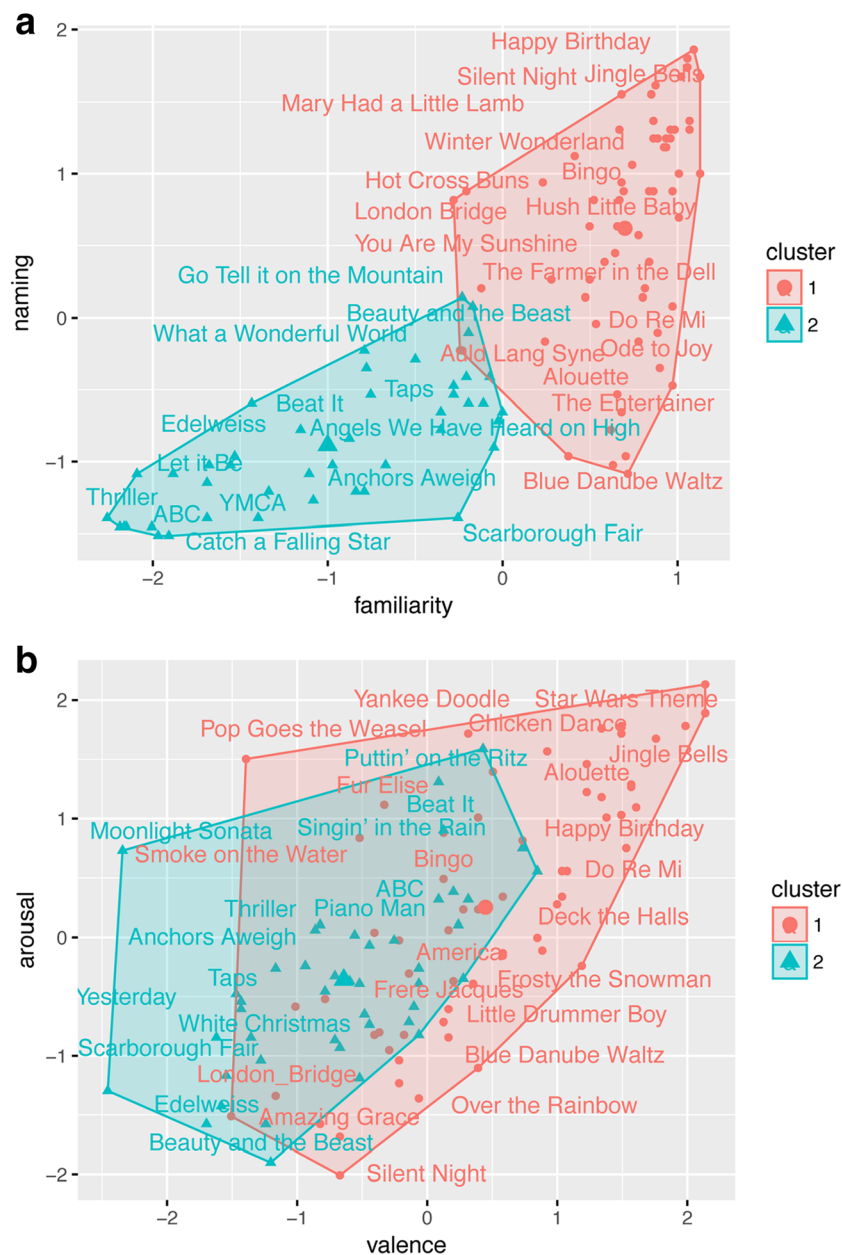 a
2
Happy Birthday
Silent Night Jingle Bells
Mary Had a Little Lamb
Winter Wonderland
1
Bingo
Hot Cross Buns
London Bridge
Hush Little Baby
You Are My Sunshine
Go Tell it on the Mountain
The Farmer in the Dell
naming
0
Beauty and the Beast
Do Re Mi
What a Wonderful World
Auld Lang Syne
Ode to Joy
Alouette
Taps
Beat It
The Entertainer
Edelweiss
Angels We Have Heard on High
−1
Let it Be
Anchors Aweigh
Blue Danube Waltz
Thriller
YMCA
ABC
Catch a Falling Star
Scarborough Fair
−2
−1
0
1
familiarity
cluster
1
2
b
2
Yankee Doodle
Star Wars Theme
Pop Goes the Weasel
Chicken Dance
Puttin’ on the Ritz
Jingle Bells
Alouette
Fur Elise
Beat It
1
Moonlight Sonata
Singin’ in the Rain
Happy Birthday
Smoke on the Water
Bingo
Do Re Mi
ABC
Thriller
Piano Man
Deck the Halls
arousal
0
Anchors Aweigh
America
Taps
Frosty the Snowman
Frere Jacques
Yesterday
White Christmas
Little Drummer Boy
−1
Scarborough Fair
Blue Danube Waltz
London_Bridge
Edelweiss
Over the Rainbow
Amazing Grace
Beauty and the Beast
−2
Silent Night
−2
−1
0
1
2
valence
cluster
1
2